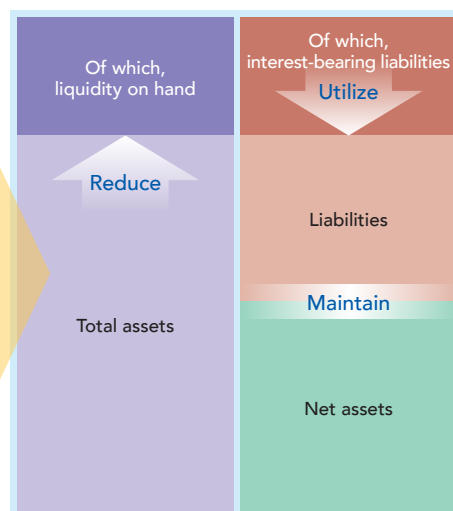 Of which,
liquidity on hand
Reduce
Total assets
Of which,
interest-bearing liabilities
Utilize
Liabilities
Maintain
Net assets